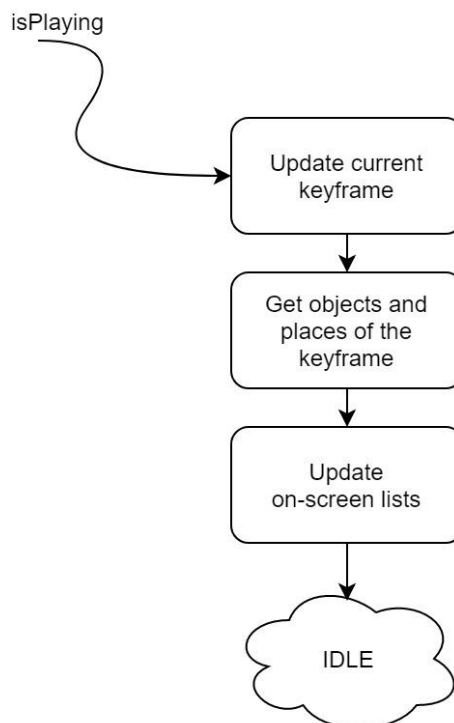 isPlaying
Update current
keyframe
Get objects and
places of the
keyframe
Update
on-screen lists
IDLE